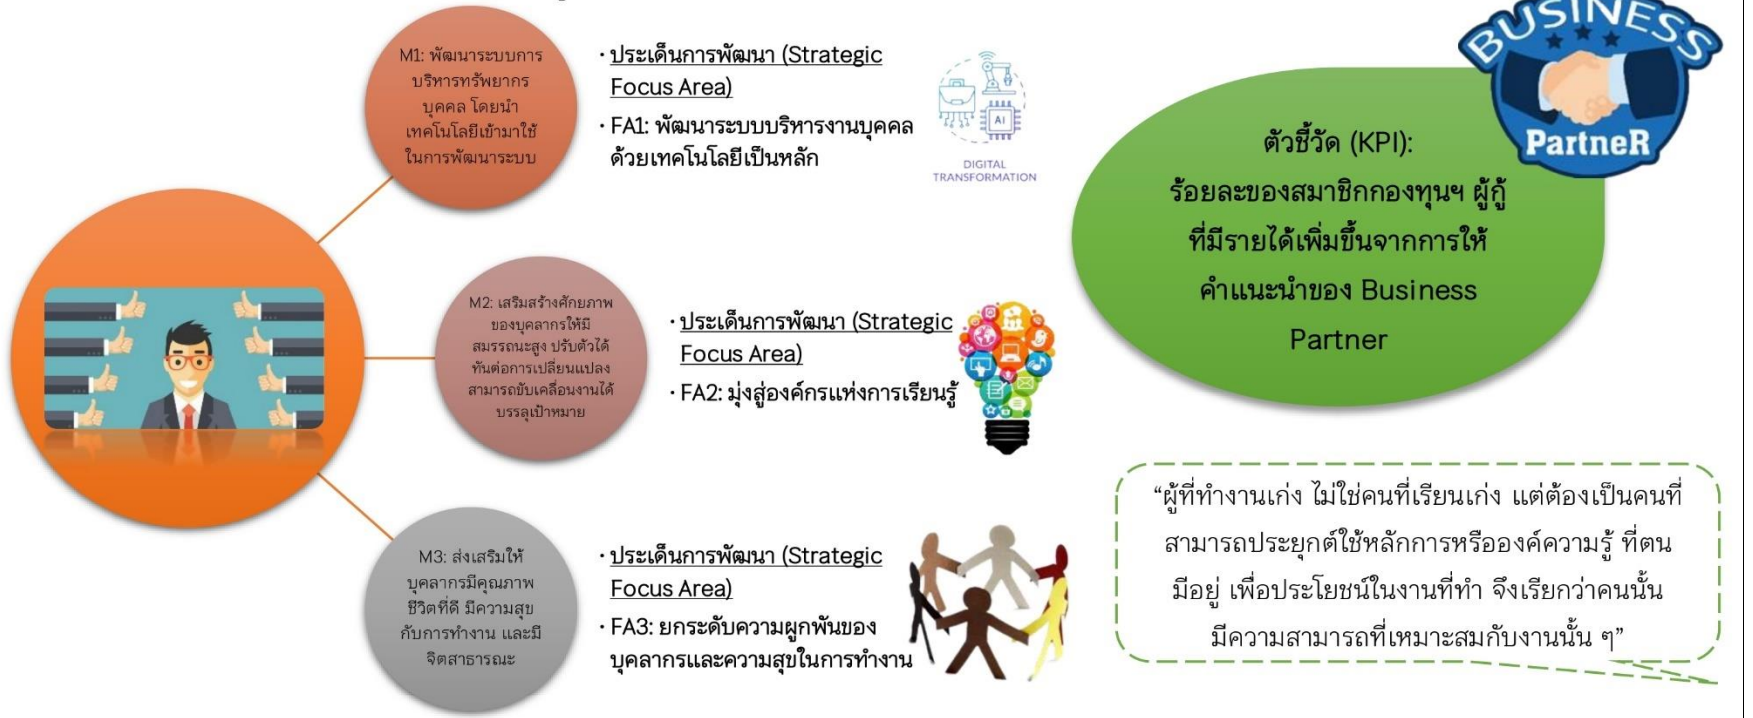 M1: พัฒนาระบบการ
บริหารทรัพยากร
บุคคล โดยนำ
เทคโนโลยีเข้ามาใช้
ในการพัฒนาระบบ
· ประเด็นการพัฒนา (Strategic
Focus Area)
· FA1: พัฒนาระบบบริหารงานบุคคล
ด้วยเทคโนโลยีเป็นหลัก
AI
DIGITAL
TRANSFORMATION
M2: เสริมสร้างศักยภาพ
ของบุคลากรให้มี
สมรรถนะสูง ปรับตัวได้
ทันต่อการเปลี่ยนแปลง
สามารถขับเคลื่อนงานได้
บรรลุเป้าหมาย
· ประเด็นการพัฒนา (Strategic
Focus Area)
· FA2: มุ่งสู่องค์กรแห่งการเรียนรู้
M3: ส่งเสริมให้
บุคลากรมีคุณภาพ
ชีวิตที่ดี มีความสุข
กับการทำงาน และมี
จิตสาธารณะ
· ประเด็นการพัฒนา (Strategic
Focus Area)
· FA3: ยกระดับความผูกพันของ
บุคลากรและความสุขในการทำงาน
BUSINESS
PartneR
ตัวชี้วัด (KPI):
ร้อยละของสมาชิกกองทุนฯ ผู้กู้
ที่มีรายได้เพิ่มขึ้นจากการให้
คำแนะนำของ Business
Partner
“ผู้ที่ทำงานเก่ง ไม่ใช่คนที่เรียนเก่ง แต่ต้องเป็นคนที่
สามารถประยุกต์ใช้หลักการหรือองค์ความรู้ ที่ตน
มีอยู่ เพื่อประโยชน์ในงานที่ทำ จึงเรียกว่าคนนั้น
มีความสามารถที่เหมาะสมกับงานนั้น ๆ”